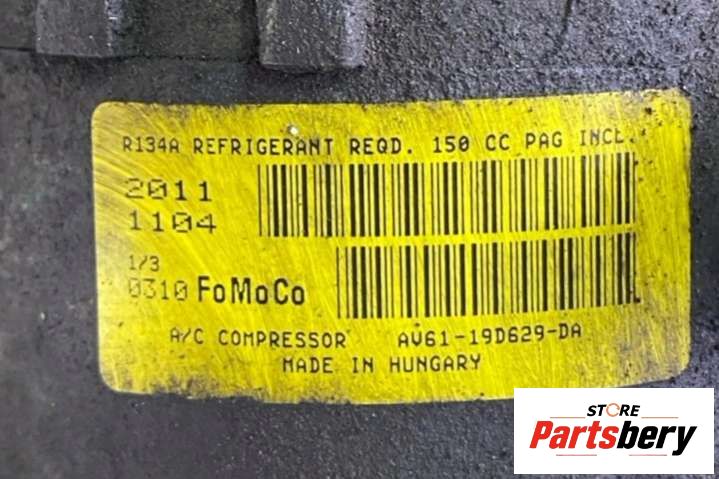 R134A REFRIGERANT REQD. 150 CC PAG INCL.
2011
1104
1/3
0310 FoMoCo
A/C COMPRESSOR AV61-19D629-DA
MADE IN HUNGARY
STORE
Partsbery